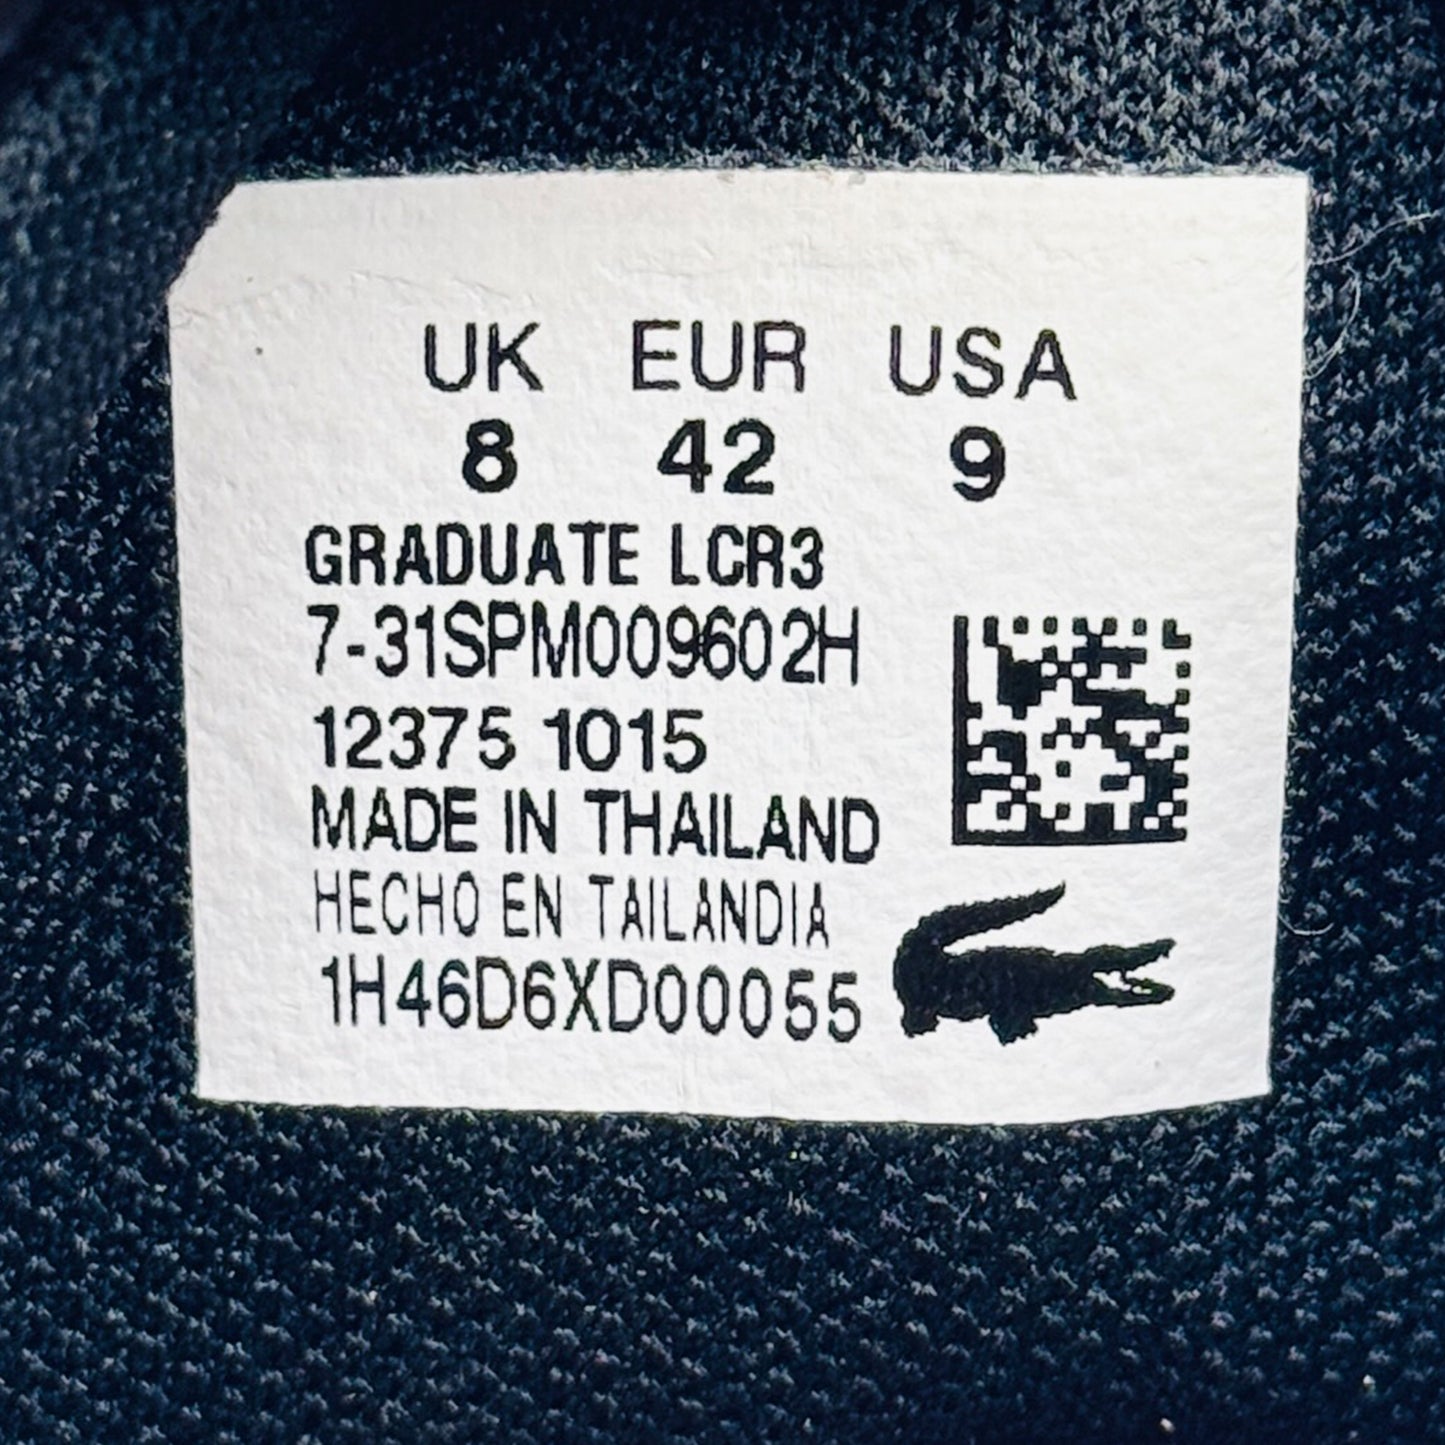 UK EUR USA
8 42 9
GRADUATE LCR3
7-31SPM009602H
12375 1015
MADE IN THAILAND
HECHO EN TAILANDIA
1H46D6XD00055